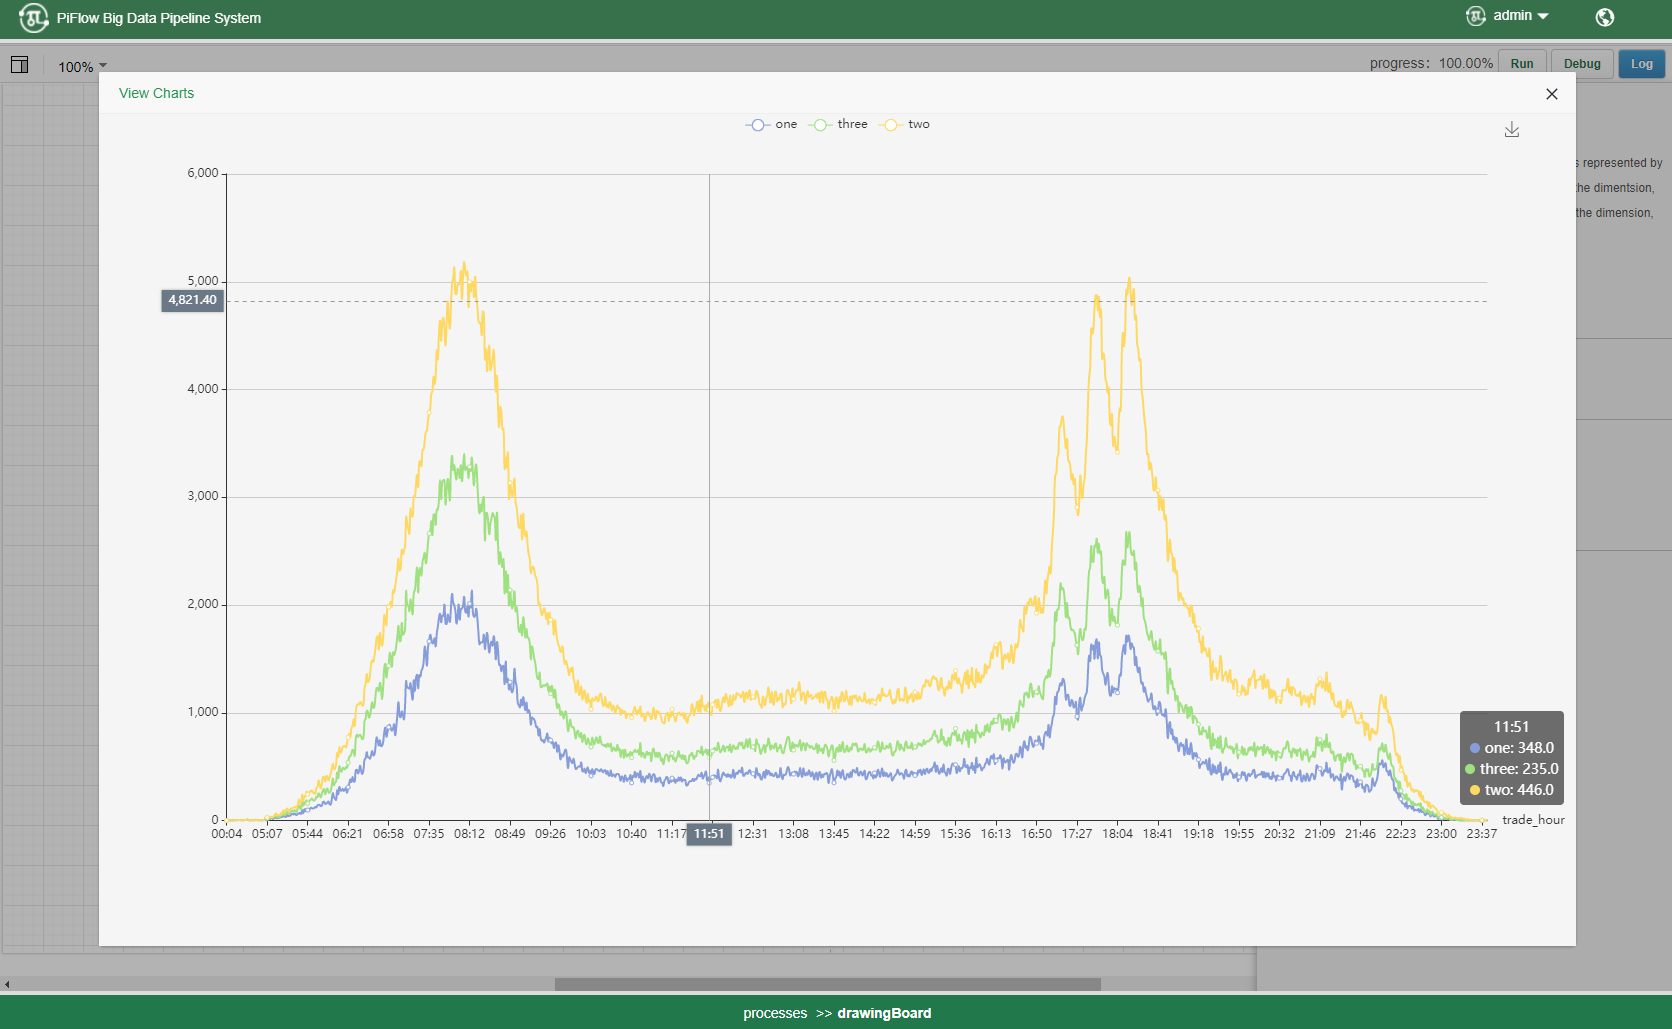 PiFlow Big Data Pipeline System
admin
100%
progress: 100.00%
Run
Debug
Log
View Charts
one
three
two
s represented by
the dimentsion,
the dimension,
6,000
5,000
4,821.40
4,000
3,000
2,000
1,000
0
11:51
one: 348.0
three: 235.0
two: 446.0
trade_hour
00:04 05:07 05:44 06:21 06:58 07:35 08:12 08:49 09:26 10:03 10:40 11:17 11:51 12:31 13:08 13:45 14:22 14:59 15:36 16:13 16:50 17:27 18:04 18:41 19:18 19:55 20:32 21:09 21:46 22:23 23:00 23:37
processes >> drawingBoard